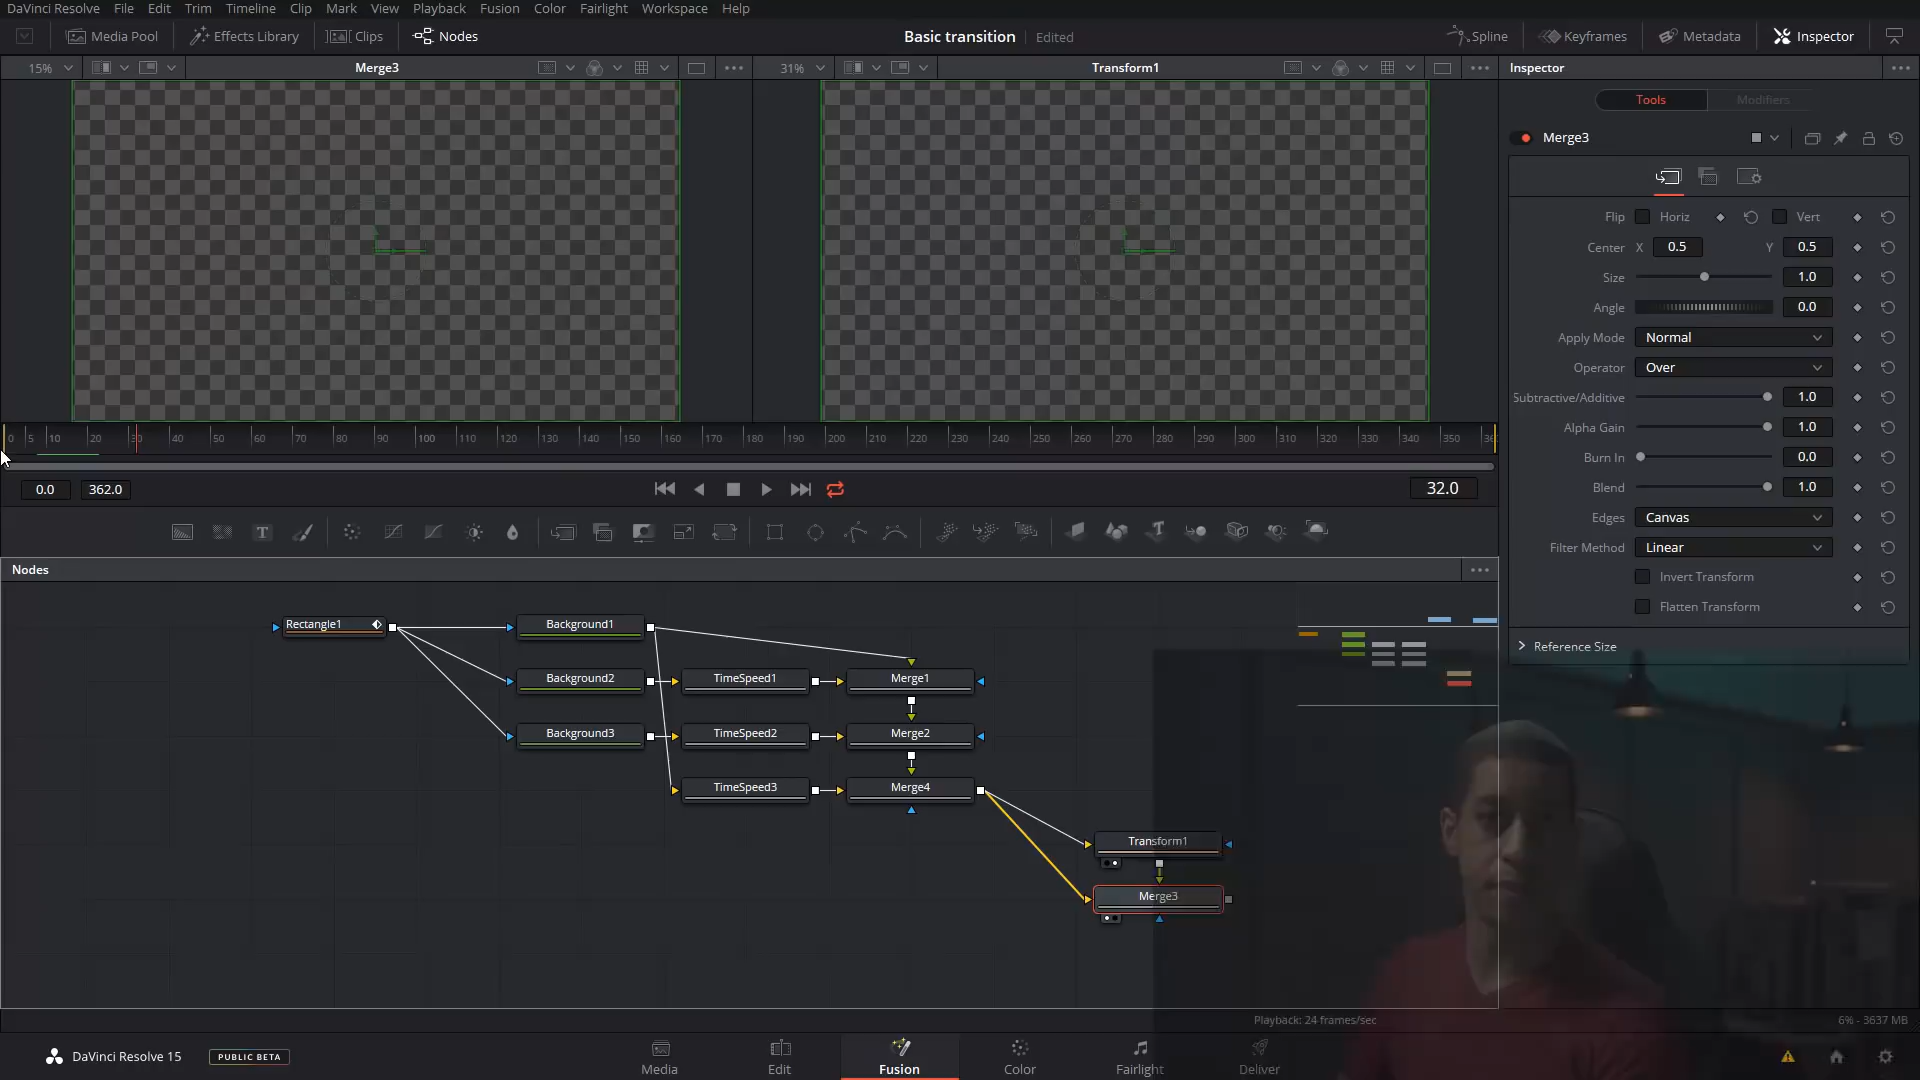 DaVinci Resolve File Edit Trim Timeline Clip Mark View Playback Fusion Color Fairlight Workspace Help
Media Pool Effects Library Clips Nodes Basic transition Edited Spline Keyframes Metadata Inspector
15% Merge3 31% Transform1 Inspector
Tools Modifiers
Merge3
Flip Horiz Vert
Center X 0.5 Y 0.5
Size 1.0
Angle 0.0
Apply Mode Normal
Operator Over
Subtractive/Additive 1.0
Alpha Gain 1.0
Burn In 0.0
Blend 1.0
Edges Canvas
Filter Method Linear
Invert Transform
Flatten Transform
Reference Size
0 5 10 20 30 40 50 60 70 80 90 100 110 120 130 140 150 160 170 180 190 200 210 220 230 240 250 260 270 280 290 300 310 320 330 340 350
0.0 362.0 32.0
T T
Nodes
Rectangle1 Background1
Background2 TimeSpeed1 Merge1
Background3 TimeSpeed2 Merge2
TimeSpeed3 Merge4
Transform1
Merge3
Playback: 24 frames/sec 6% - 3637 MB
DaVinci Resolve 15 PUBLIC BETA
Media Edit Fusion Color Fairlight Deliver